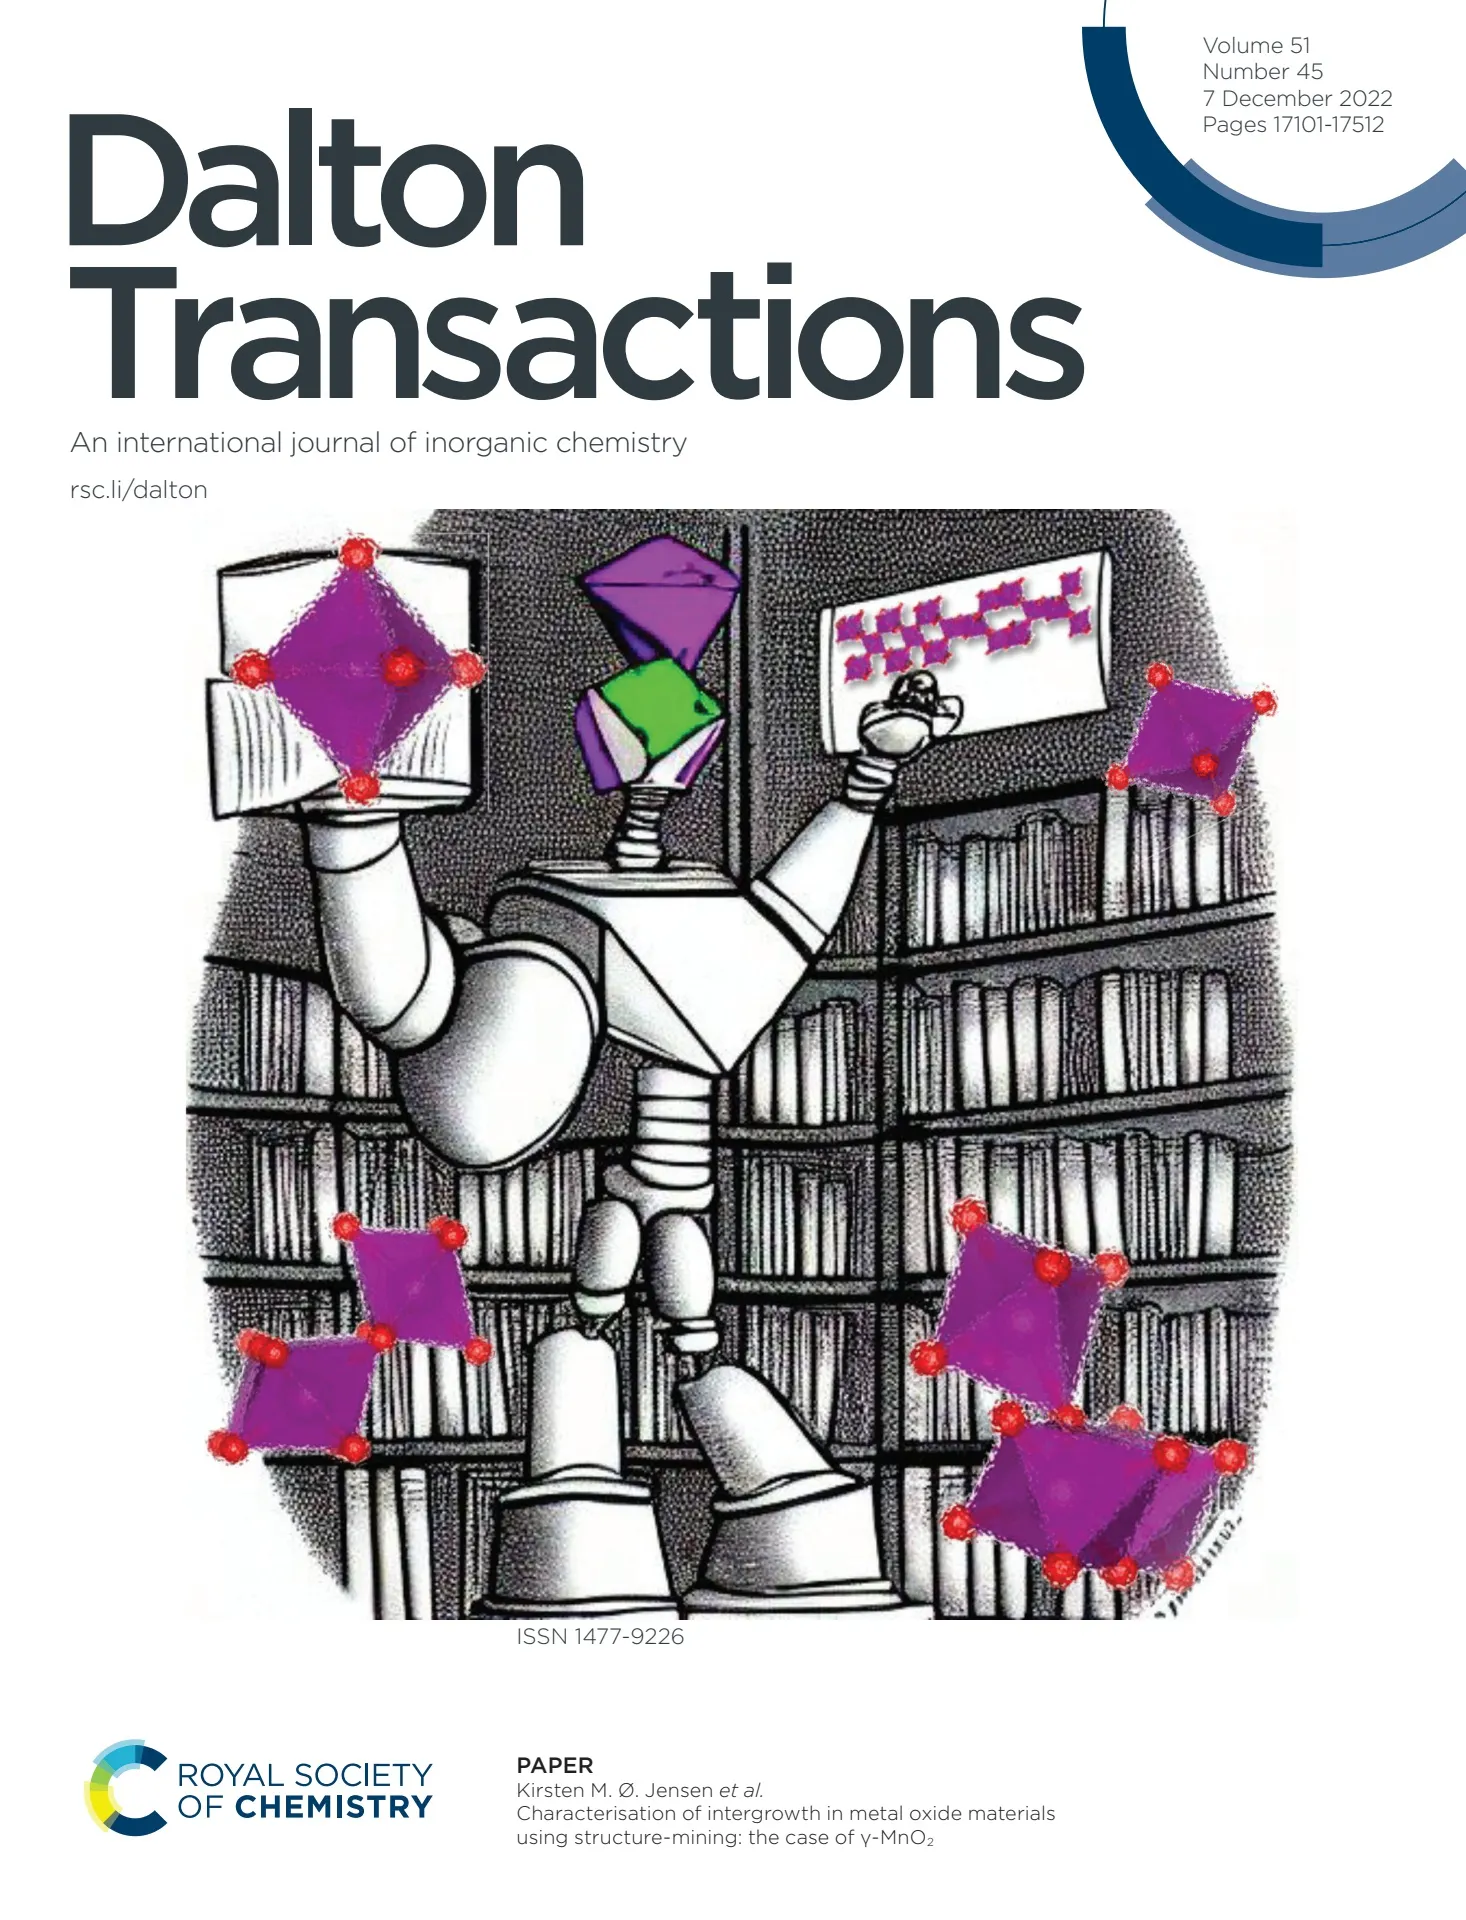 Volume 51
Number 45
7 December 2022
Pages 17101-17512
Dalton
Transactions
An international journal of inorganic chemistry
rsc.li/dalton
ISSN 1477-9226
ROYAL SOCIETY
OF CHEMISTRY
PAPER
Kirsten M. Ø. Jensen et al.
Characterisation of intergrowth in metal oxide materials
using structure-mining: the case of γ-MnO₂